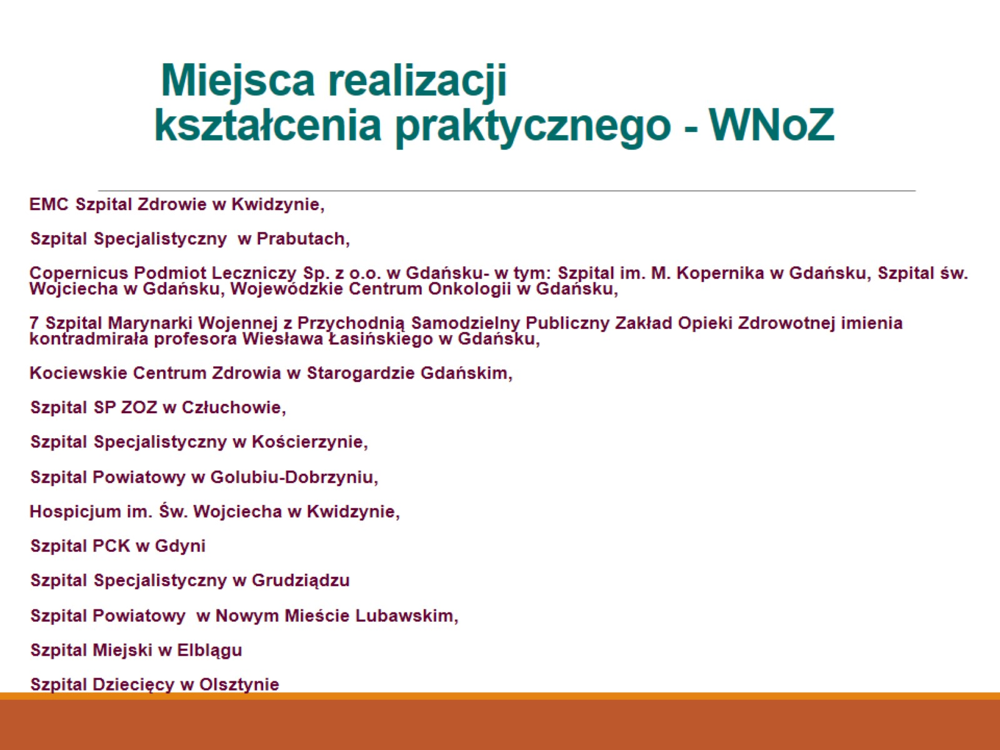 Miejsca realizacji
kształcenia praktycznego - WNoZ
EMC Szpital Zdrowie w Kwidzynie,
Szpital Specjalistyczny  w Prabutach,
Copernicus Podmiot Leczniczy Sp. z o.o. w Gdańsku- w tym: Szpital im. M. Kopernika w Gdańsku, Szpital św.
Wojciecha w Gdańsku, Wojewódzkie Centrum Onkologii w Gdańsku,
7 Szpital Marynarki Wojennej z Przychodnią Samodzielny Publiczny Zakład Opieki Zdrowotnej imienia
kontradmirała profesora Wiesława Łasińskiego w Gdańsku,
Kociewskie Centrum Zdrowia w Starogardzie Gdańskim,
Szpital SP ZOZ w Człuchowie,
Szpital Specjalistyczny w Kościerzynie,
Szpital Powiatowy w Golubiu-Dobrzyniu,
Hospicjum im. Św. Wojciecha w Kwidzynie,
Szpital PCK w Gdyni
Szpital Specjalistyczny w Grudziądzu
Szpital Powiatowy  w Nowym Mieście Lubawskim,
Szpital Miejski w Elblągu
Szpital Dziecięcy w Olsztynie